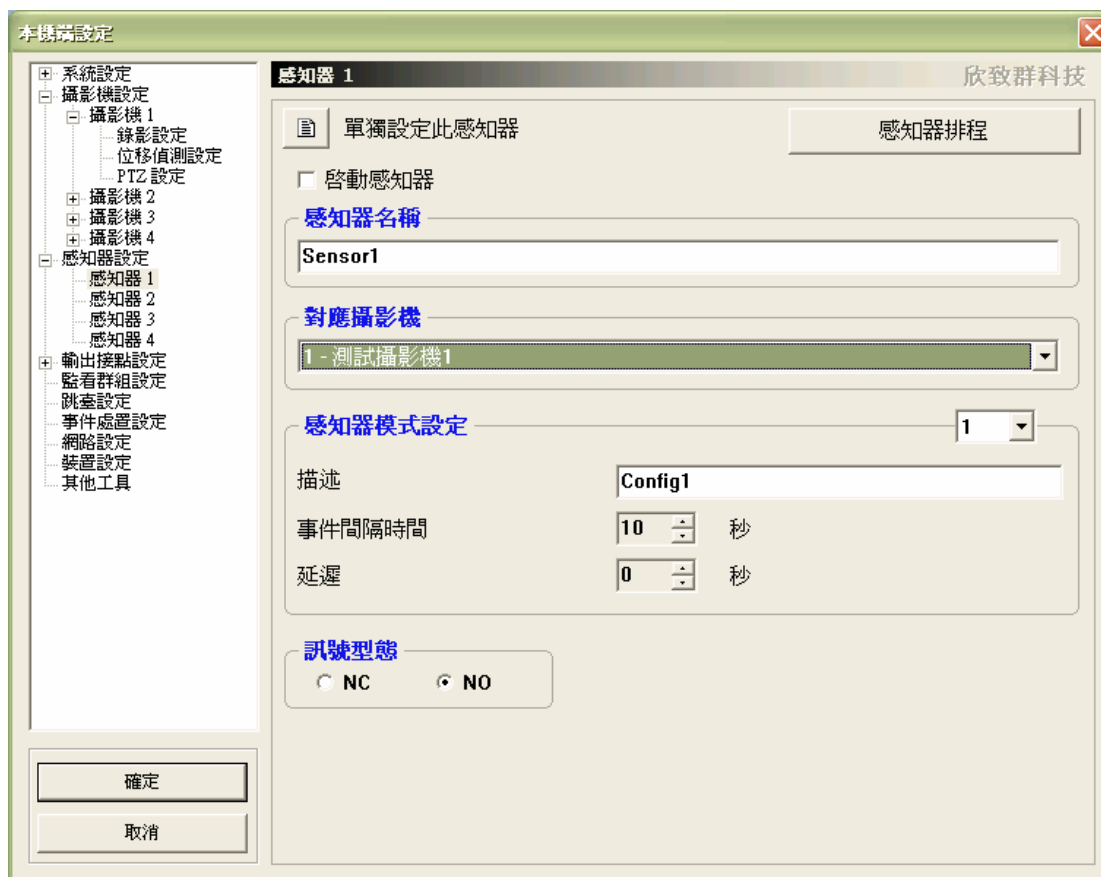 本機端設定
系統設定
攝影機設定
攝影機 1
錄影設定
位移偵測設定
PTZ 設定
攝影機 2
攝影機 3
攝影機 4
感知器設定
感知器 1
感知器 2
感知器 3
感知器 4
輸出接點設定
監看群組設定
跳臺設定
事件處置設定
網路設定
裝置設定
其他工具
確定
取消
感知器 1 欣致群科技
單獨設定此感知器 感知器排程
啓動感知器
感知器名稱
Sensor1
對應攝影機
1 - 測試攝影機1
感知器模式設定 1
描述 Config1
事件間隔時間 10 秒
延遲 0 秒
訊號型態
NC NO